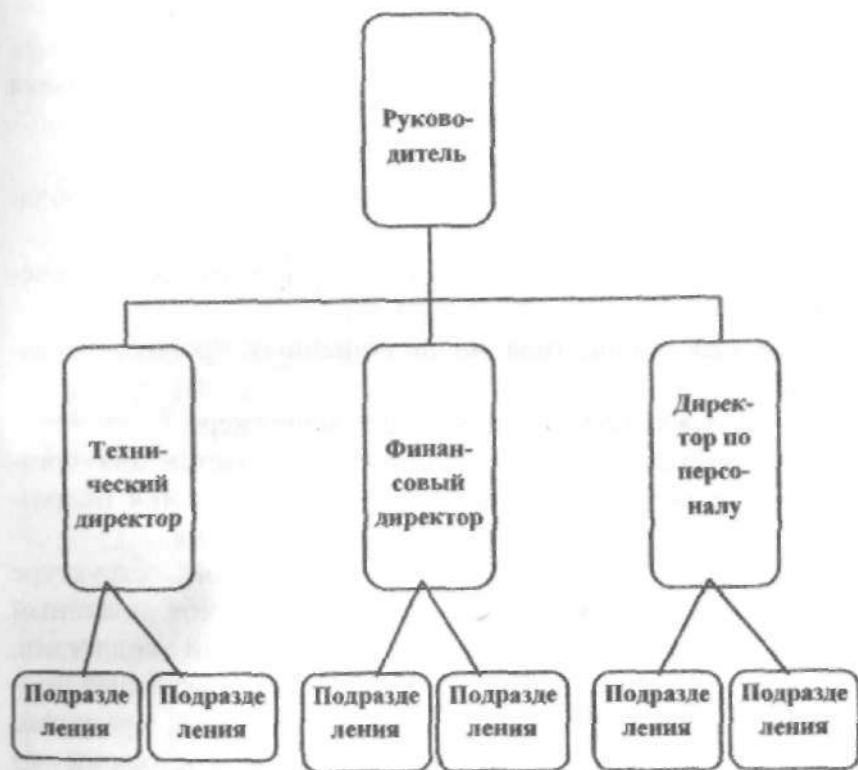 Руково-
дитель
Техни-
ческий
директор
Финан-
совый
директор
Дирек-
тор по
персо-
налу
Подразде
ления
Подразде
ления
Подразде
ления
Подразде
ления
Подразде
ления
Подразде
ления